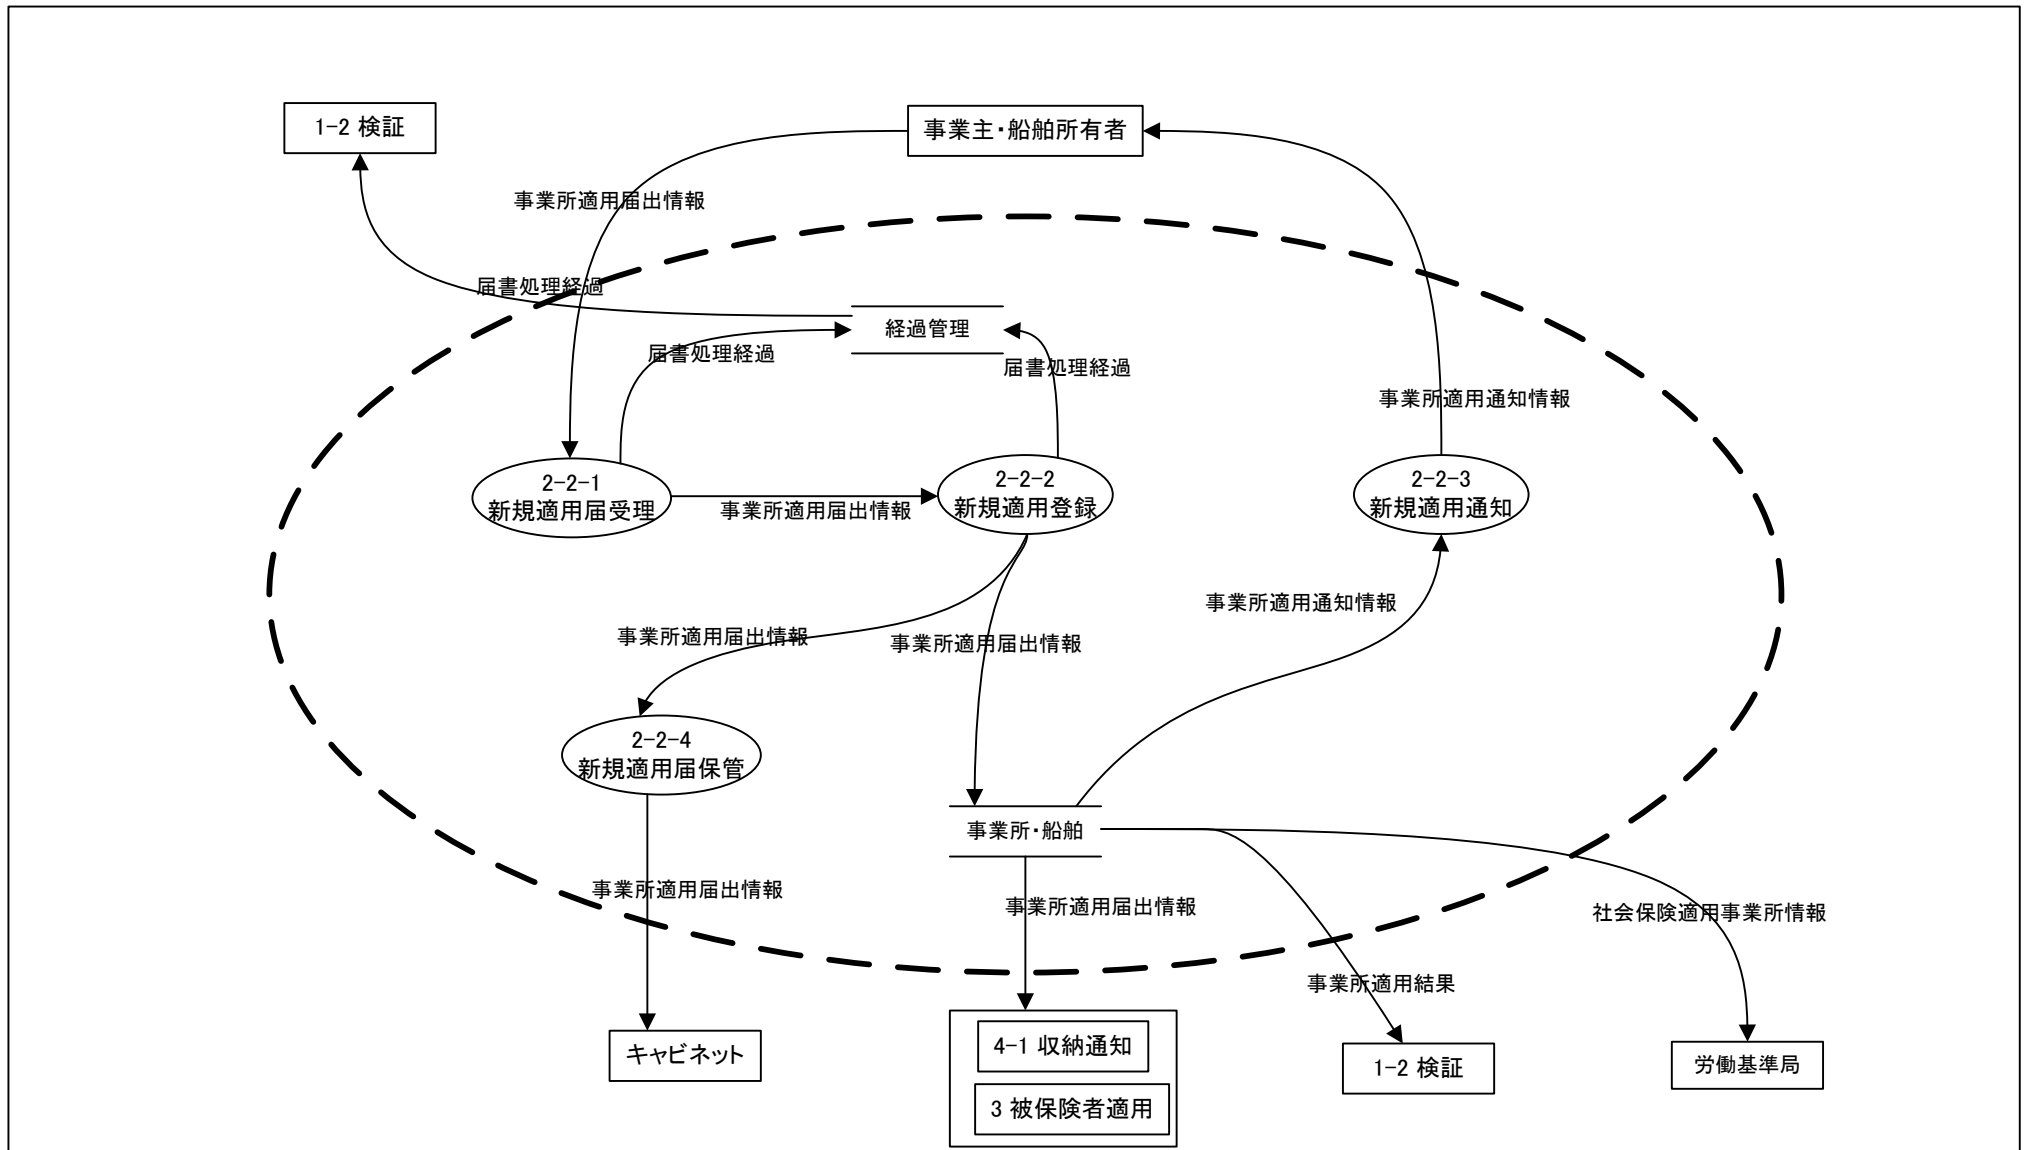 1-2 検証
事業主・船舶所有者
事業所適用届出情報
届書処理経過
経過管理
届書処理経過
届書処理経過
事業所適用通知情報
2-2-1
新規適用届受理
事業所適用届出情報
2-2-2
新規適用登録
2-2-3
新規適用通知
事業所適用通知情報
事業所適用届出情報
事業所適用届出情報
2-2-4
新規適用届保管
事業所・船舶
事業所適用届出情報
事業所適用届出情報
社会保険適用事業所情報
事業所適用結果
キャビネット
4-1 収納通知
3 被保険者適用
1-2 検証
労働基準局